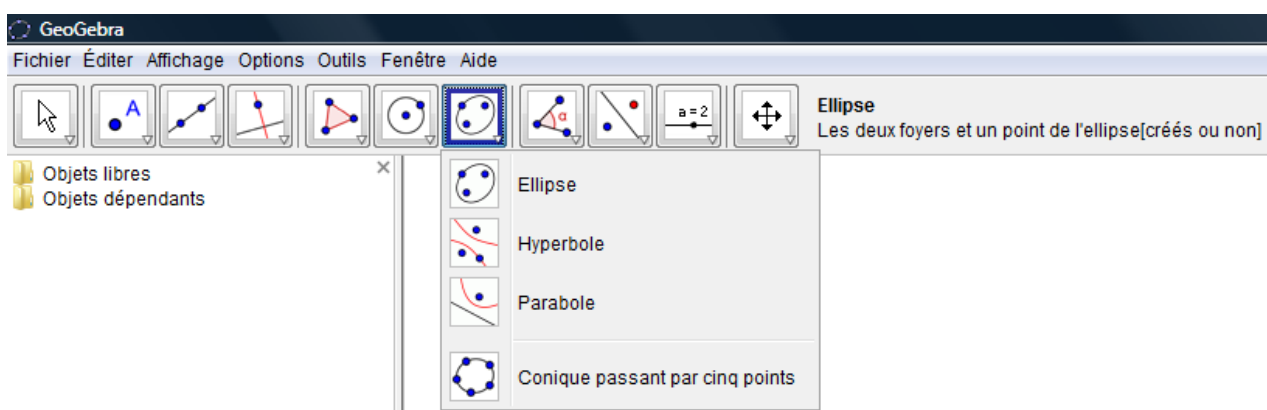 GeoGebra
Fichier Éditer Affichage Options Outils Fenêtre Aide
A
α
a=2
Ellipse
Les deux foyers et un point de l'ellipse[créés ou non]
Objets libres
Objets dépendants
Ellipse
Hyperbole
Parabole
Conique passant par cinq points